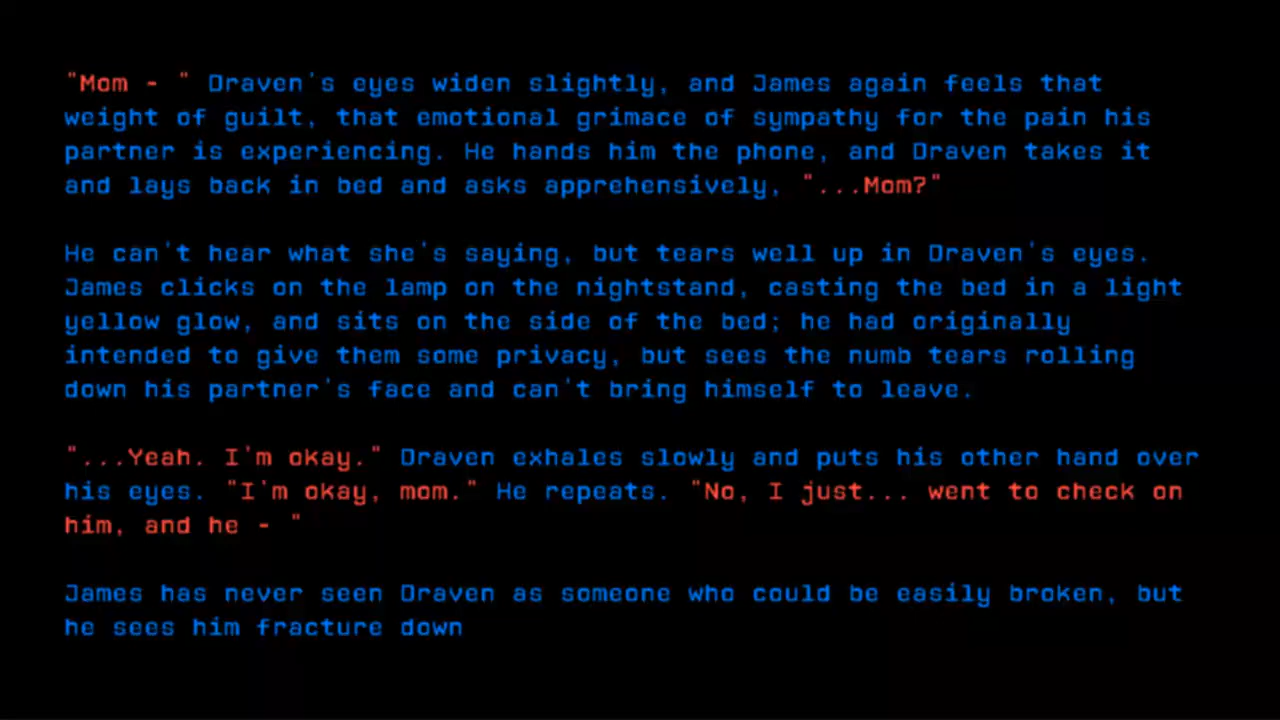 "Mom - " Draven's eyes widen slightly, and James again feels that
weight of guilt, that emotional grimace of sympathy for the pain his
partner is experiencing. He hands him the phone, and Draven takes it
and lays back in bed and asks apprehensively, "...Mom?"
He can't hear what she's saying, but tears well up in Draven's eyes.
James clicks on the lamp on the nightstand, casting the bed in a light
yellow glow, and sits on the side of the bed; he had originally
intended to give them some privacy, but sees the numb tears rolling
down his partner's face and can't bring himself to leave.
"...Yeah. I'm okay." Draven exhales slowly and puts his other hand over
his eyes. "I'm okay, mom." He repeats. "No, I just... went to check on
him, and he - "
James has never seen Draven as someone who could be easily broken, but
he sees him fracture down